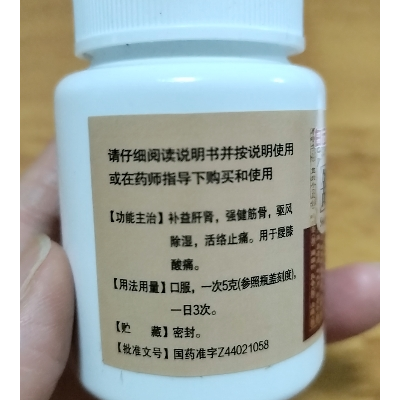 请仔细阅读说明书并按说明使用
或在药师指导下购买和使用
【功能主治】补益肝肾，强健筋骨，驱风
除湿，活络止痛。用于腰膝
酸痛。
【用法用量】口服，一次5克(参照瓶盖刻度)，
一日3次。
【贮 藏】密封。
【批准文号】国药准字Z44021058